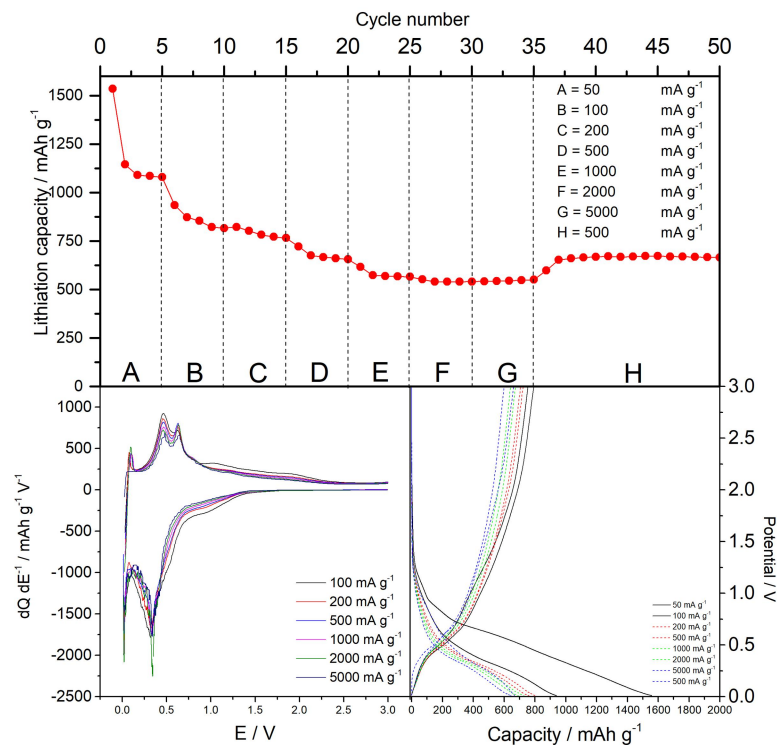 Cycle number
0 5 10 15 20 25 30 35 40 45 50
Lithiation capacity / mAh g⁻¹
1500
1250
1000
750
500
250
0
A = 50 mA g⁻¹
B = 100 mA g⁻¹
C = 200 mA g⁻¹
D = 500 mA g⁻¹
E = 1000 mA g⁻¹
F = 2000 mA g⁻¹
G = 5000 mA g⁻¹
H = 500 mA g⁻¹
A B C D E F G H
dQ dE⁻¹ / mAh g⁻¹ V⁻¹
1000
500
0
-500
-1000
-1500
-2000
-2500
100 mA g⁻¹
200 mA g⁻¹
500 mA g⁻¹
1000 mA g⁻¹
2000 mA g⁻¹
5000 mA g⁻¹
0.0 0.5 1.0 1.5 2.0 2.5 3.0
E / V
3.0
2.5
2.0
1.5
1.0
0.5
0.0
Potential / V
50 mA g⁻¹
100 mA g⁻¹
200 mA g⁻¹
500 mA g⁻¹
1000 mA g⁻¹
2000 mA g⁻¹
5000 mA g⁻¹
500 mA g⁻¹
0 200 400 600 800 1000 1200 1400 1600 1800 2000
Capacity / mAh g⁻¹